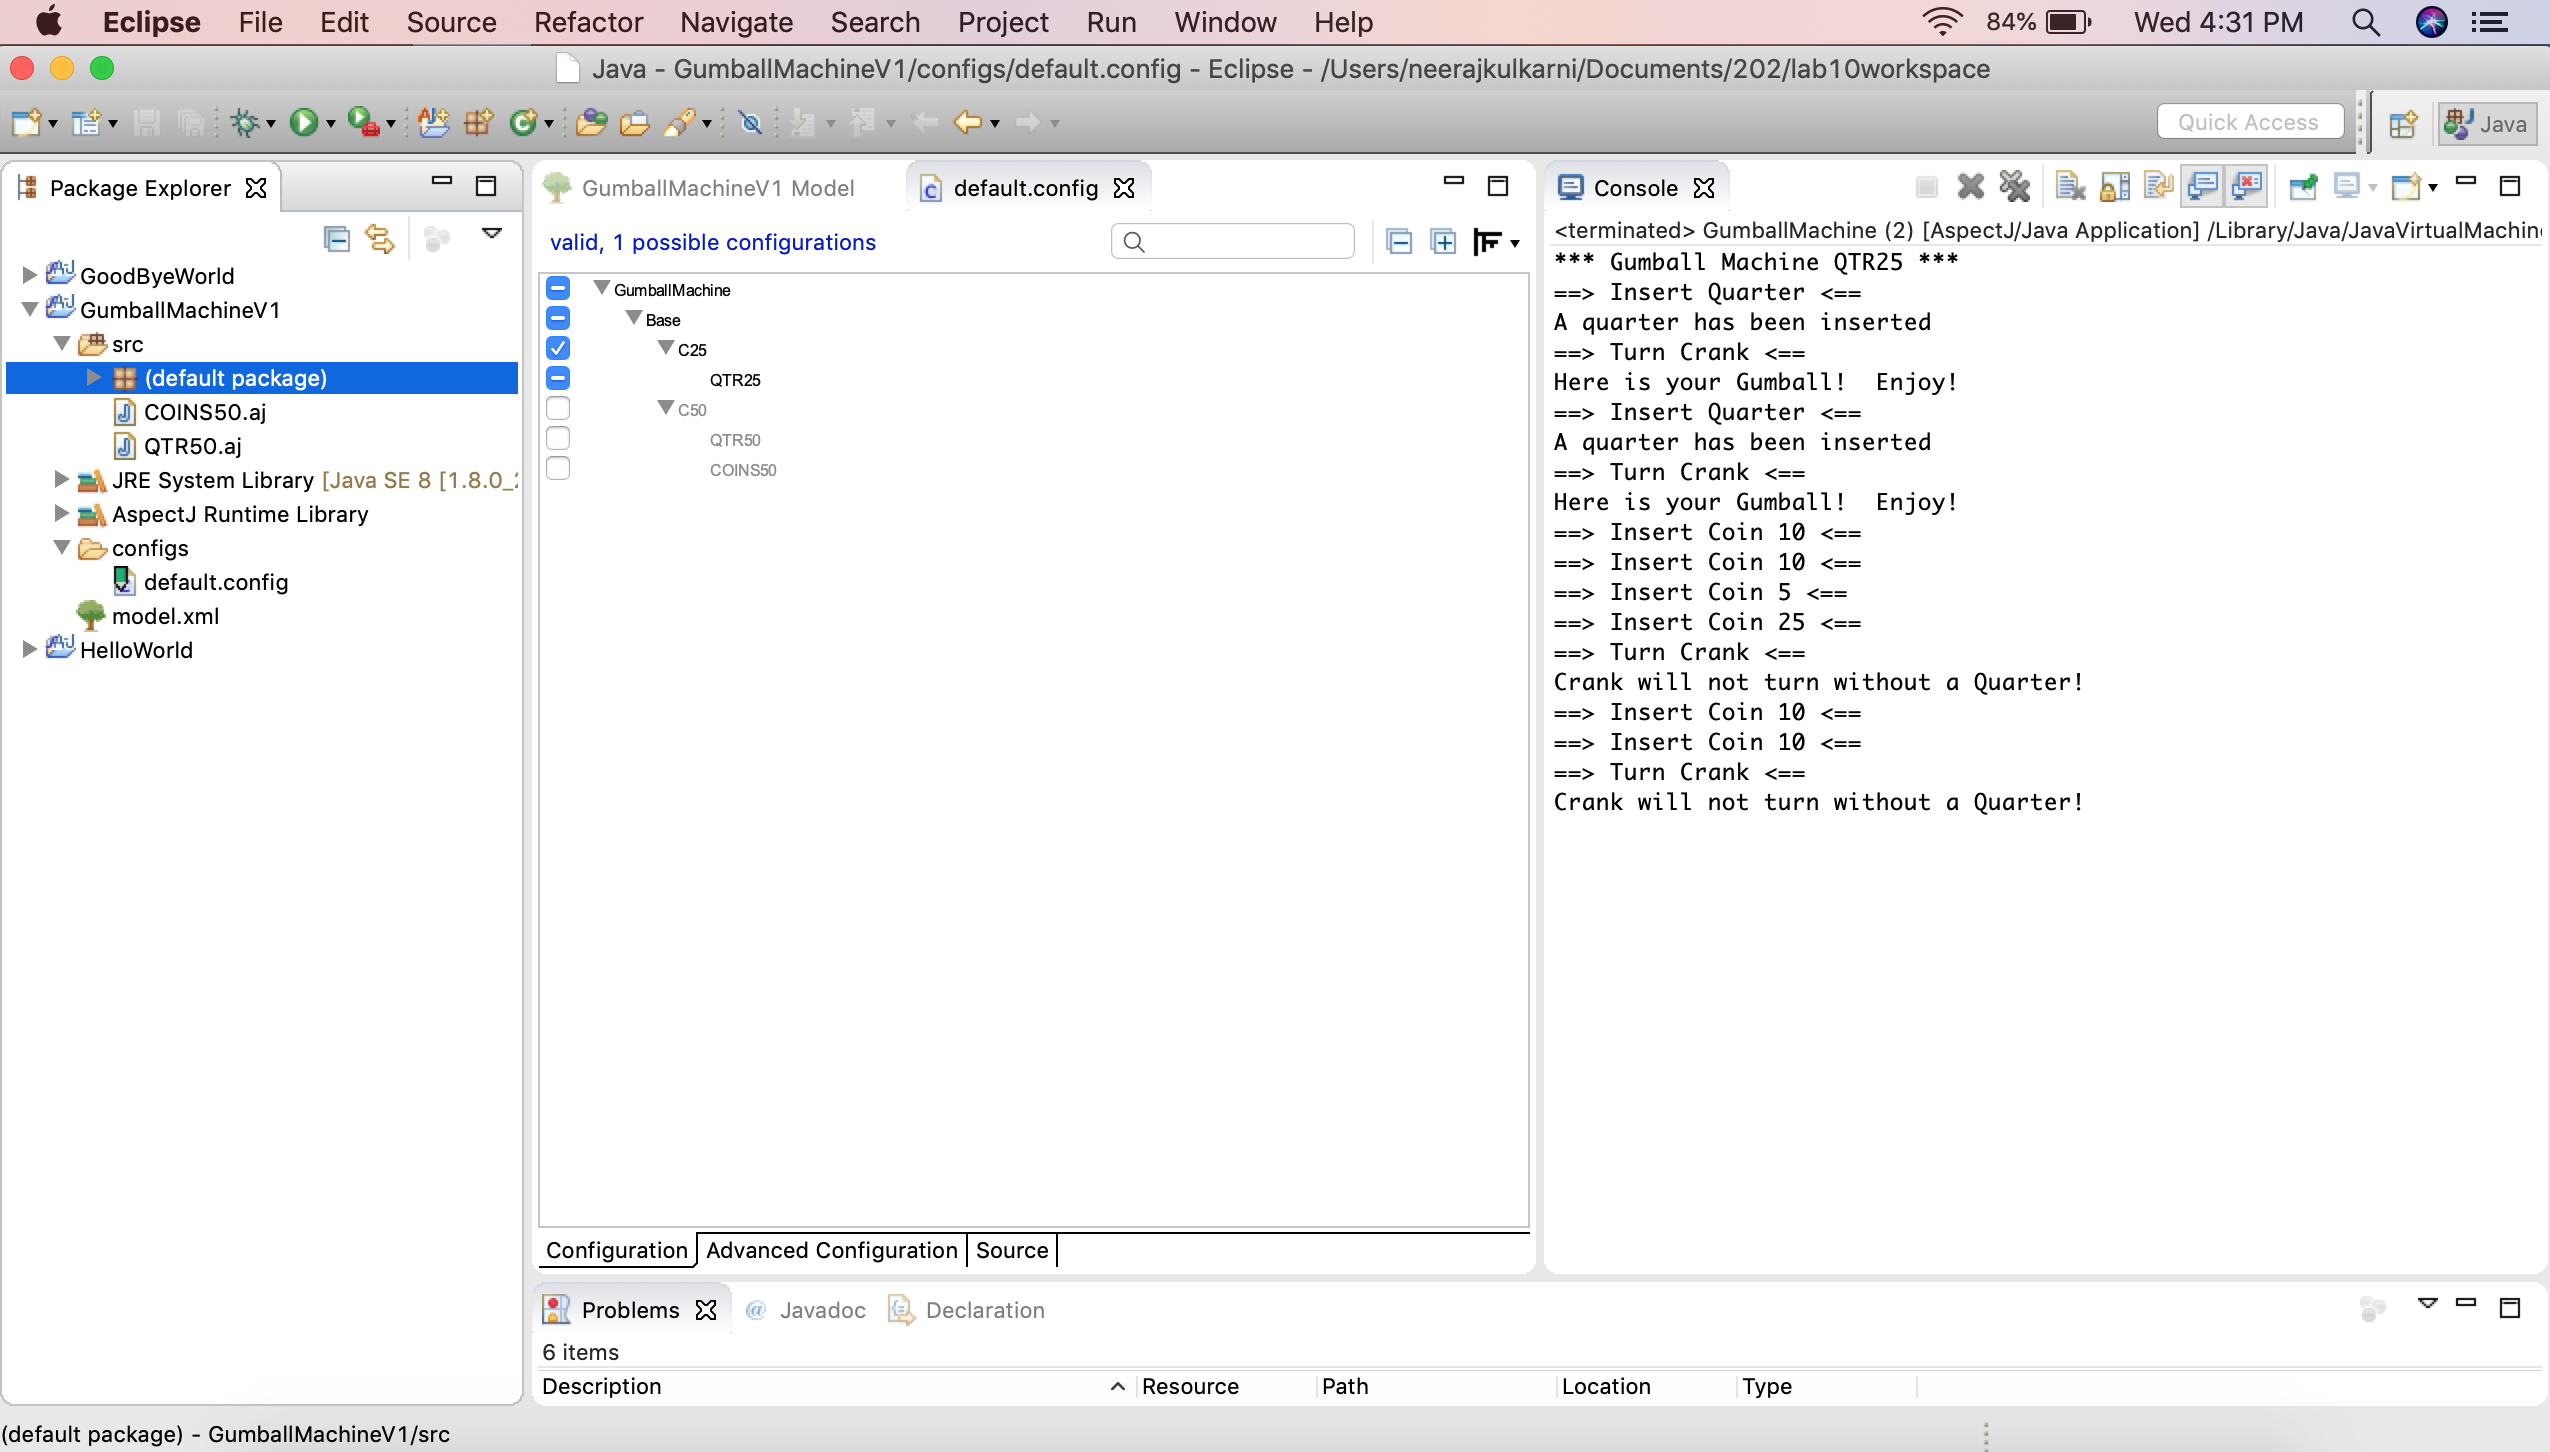 Eclipse File Edit Source Refactor Navigate Search Project Run Window Help 84% Wed 4:31 PM
Java - GumballMachineV1/configs/default.config - Eclipse - /Users/neerajkulkarni/Documents/202/lab10workspace
Quick Access Java
Package Explorer
GoodByeWorld
GumballMachineV1
src
(default package)
COINS50.aj
QTR50.aj
JRE System Library [Java SE 8 [1.8.0_
AspectJ Runtime Library
configs
default.config
model.xml
HelloWorld
GumballMachineV1 Model default.config
valid, 1 possible configurations
GumballMachine
Base
C25
QTR25
C50
QTR50
COINS50
Configuration Advanced Configuration Source
Console
<terminated> GumballMachine (2) [AspectJ/Java Application] /Library/Java/JavaVirtualMachin
*** Gumball Machine QTR25 ***
==> Insert Quarter <==
A quarter has been inserted
==> Turn Crank <==
Here is your Gumball!  Enjoy!
==> Insert Quarter <==
A quarter has been inserted
==> Turn Crank <==
Here is your Gumball!  Enjoy!
==> Insert Coin 10 <==
==> Insert Coin 10 <==
==> Insert Coin 5 <==
==> Insert Coin 25 <==
==> Turn Crank <==
Crank will not turn without a Quarter!
==> Insert Coin 10 <==
==> Insert Coin 10 <==
==> Turn Crank <==
Crank will not turn without a Quarter!
Problems Javadoc Declaration
6 items
Description Resource Path Location Type
(default package) - GumballMachineV1/src